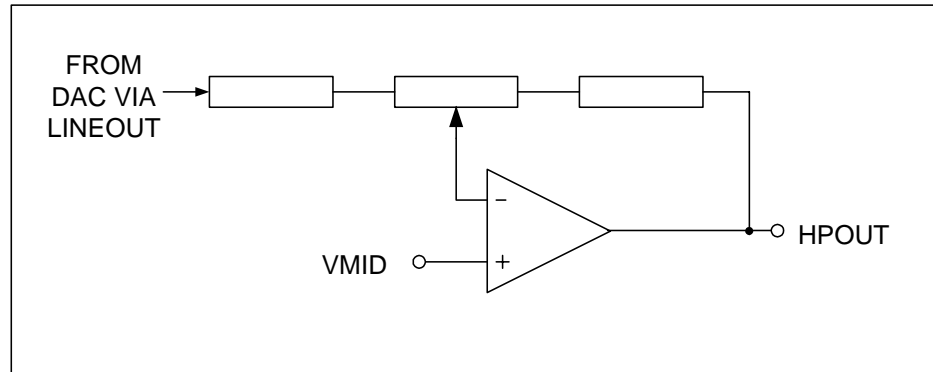 FROM
DAC VIA
LINEOUT
−
+
VMID
HPOUT